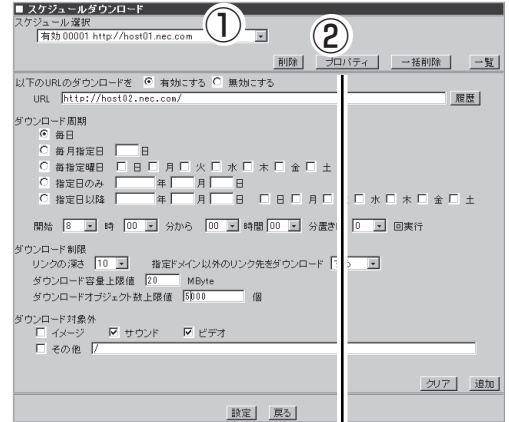 ■ スケジュールダウンロード
スケジュール選択
有効 00001 http://host01.nec.com ①
②
削除 プロパティ 一括削除 一覧
以下のURLのダウンロードを 有効にする 無効にする
URL http://host02.nec.com/ 履歴
ダウンロード周期
毎日
毎月指定日 日
毎指定曜日 日 月 火 水 木 金 土
指定日のみ 年 月 日
指定日以降 年 月 日 日 月 水 木 金 土
開始 8 時 00 分から 00 時間 00 分置き 0 回実行
ダウンロード制限
リンクの深さ 10 指定ドメイン以外のリンク先をダウンロード
ダウンロード容量上限値 20 MByte
ダウンロードオブジェクト数上限値 5000 個
ダウンロード対象外
イメージ サウンド ビデオ
その他 /
クリア 追加
設定 戻る